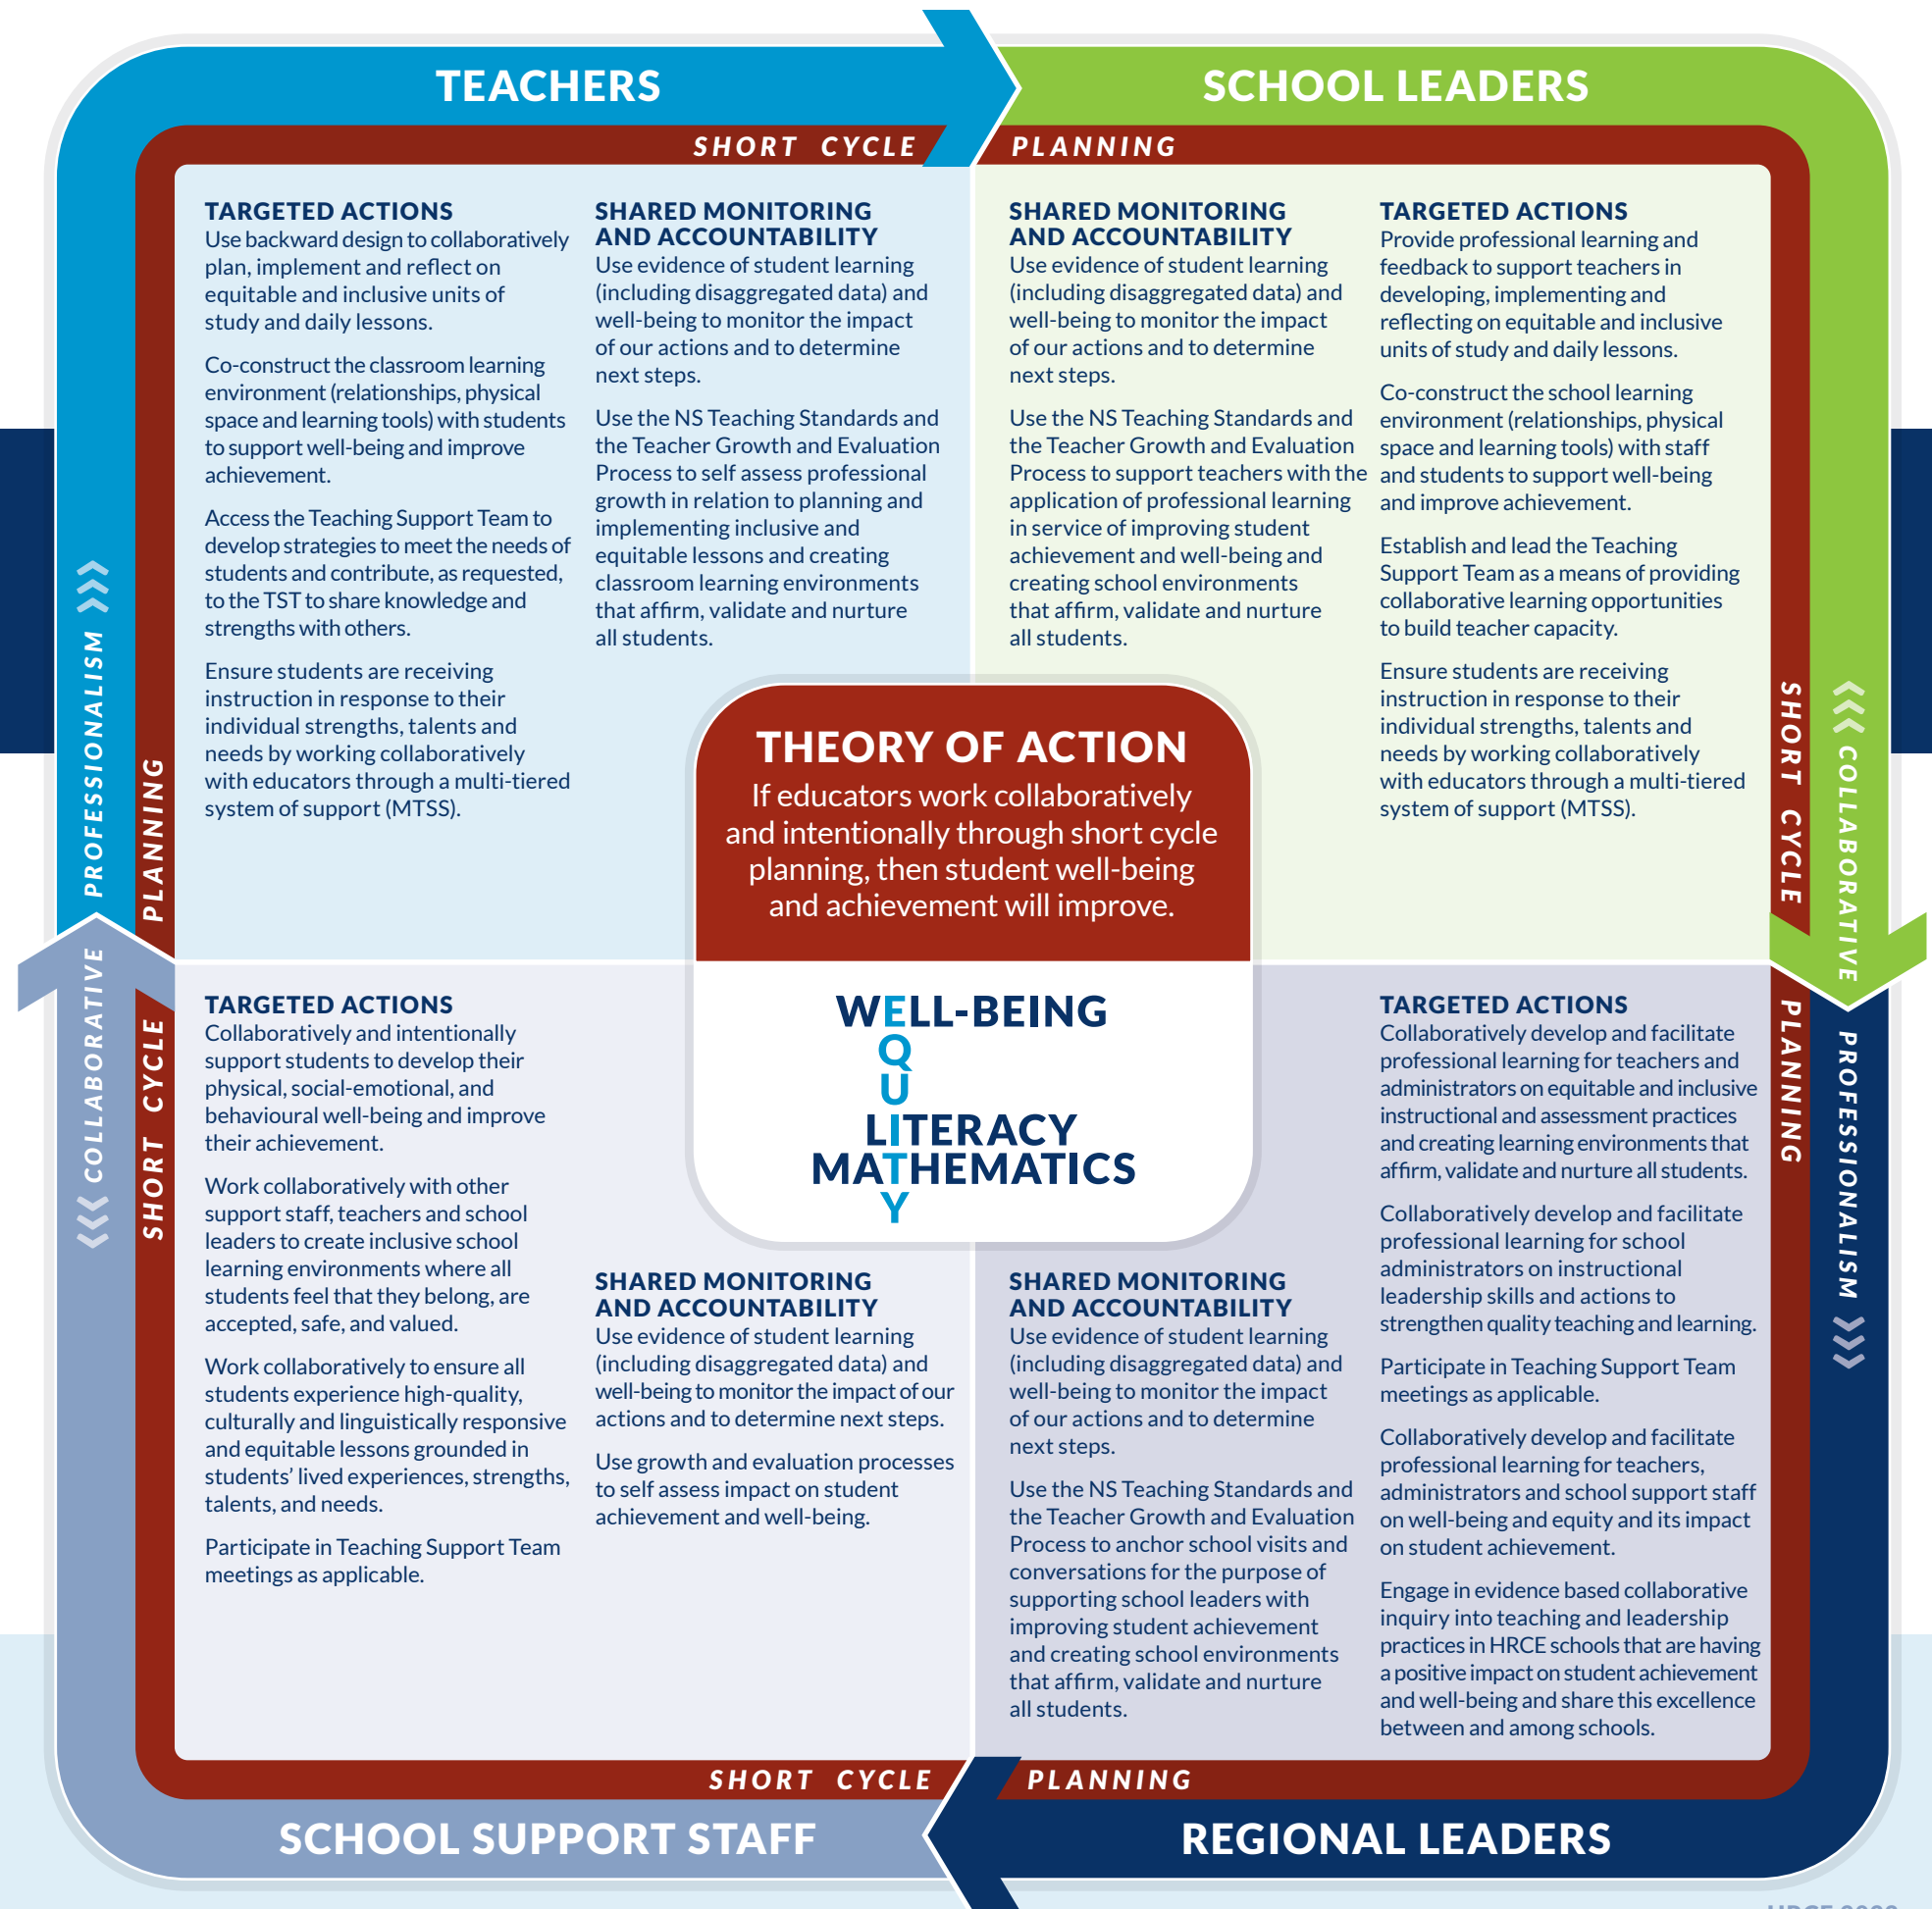 TEACHERS
SCHOOL LEADERS
SHORT CYCLE
PLANNING
TARGETED ACTIONS
Use backward design to collaboratively
plan, implement and reflect on
equitable and inclusive units of
study and daily lessons.
Co-construct the classroom learning
environment (relationships, physical
space and learning tools) with students
to support well-being and improve
achievement.
Access the Teaching Support Team to
develop strategies to meet the needs of
students and contribute, as requested,
to the TST to share knowledge and
strengths with others.
Ensure students are receiving
instruction in response to their
individual strengths, talents and
needs by working collaboratively
with educators through a multi-tiered
system of support (MTSS).
SHARED MONITORING
AND ACCOUNTABILITY
Use evidence of student learning
(including disaggregated data) and
well-being to monitor the impact
of our actions and to determine
next steps.
Use the NS Teaching Standards and
the Teacher Growth and Evaluation
Process to self assess professional
growth in relation to planning and
implementing inclusive and
equitable lessons and creating
classroom learning environments
that affirm, validate and nurture
all students.
SHARED MONITORING
AND ACCOUNTABILITY
Use evidence of student learning
(including disaggregated data) and
well-being to monitor the impact
of our actions and to determine
next steps.
Use the NS Teaching Standards and
the Teacher Growth and Evaluation
Process to support teachers with the
application of professional learning
in service of improving student
achievement and well-being and
creating school environments
that affirm, validate and nurture
all students.
TARGETED ACTIONS
Provide professional learning and
feedback to support teachers in
developing, implementing and
reflecting on equitable and inclusive
units of study and daily lessons.
Co-construct the school learning
environment (relationships, physical
space and learning tools) with staff
and students to support well-being
and improve achievement.
Establish and lead the Teaching
Support Team as a means of providing
collaborative learning opportunities
to build teacher capacity.
Ensure students are receiving
instruction in response to their
individual strengths, talents and
needs by working collaboratively
with educators through a multi-tiered
system of support (MTSS).
COLLABORATIVE PROFESSIONALISM
SHORT CYCLE PLANNING
SHORT CYCLE PLANNING
COLLABORATIVE PROFESSIONALISM
THEORY OF ACTION
If educators work collaboratively
and intentionally through short cycle
planning, then student well-being
and achievement will improve.
WELL-BEING
Q
U
LITERACY
MATHEMATICS
Y
TARGETED ACTIONS
Collaboratively and intentionally
support students to develop their
physical, social-emotional, and
behavioural well-being and improve
their achievement.
Work collaboratively with other
support staff, teachers and school
leaders to create inclusive school
learning environments where all
students feel that they belong, are
accepted, safe, and valued.
Work collaboratively to ensure all
students experience high-quality,
culturally and linguistically responsive
and equitable lessons grounded in
students' lived experiences, strengths,
talents, and needs.
Participate in Teaching Support Team
meetings as applicable.
SHARED MONITORING
AND ACCOUNTABILITY
Use evidence of student learning
(including disaggregated data) and
well-being to monitor the impact of our
actions and to determine next steps.
Use growth and evaluation processes
to self assess impact on student
achievement and well-being.
SHARED MONITORING
AND ACCOUNTABILITY
Use evidence of student learning
(including disaggregated data) and
well-being to monitor the impact
of our actions and to determine
next steps.
Use the NS Teaching Standards and
the Teacher Growth and Evaluation
Process to anchor school visits and
conversations for the purpose of
supporting school leaders with
improving student achievement
and creating school environments
that affirm, validate and nurture
all students.
TARGETED ACTIONS
Collaboratively develop and facilitate
professional learning for teachers and
administrators on equitable and inclusive
instructional and assessment practices
and creating learning environments that
affirm, validate and nurture all students.
Collaboratively develop and facilitate
professional learning for school
administrators on instructional
leadership skills and actions to
strengthen quality teaching and learning.
Participate in Teaching Support Team
meetings as applicable.
Collaboratively develop and facilitate
professional learning for teachers,
administrators and school support staff
on well-being and equity and its impact
on student achievement.
Engage in evidence based collaborative
inquiry into teaching and leadership
practices in HRCE schools that are having
a positive impact on student achievement
and well-being and share this excellence
between and among schools.
SHORT CYCLE
PLANNING
SCHOOL SUPPORT STAFF
REGIONAL LEADERS